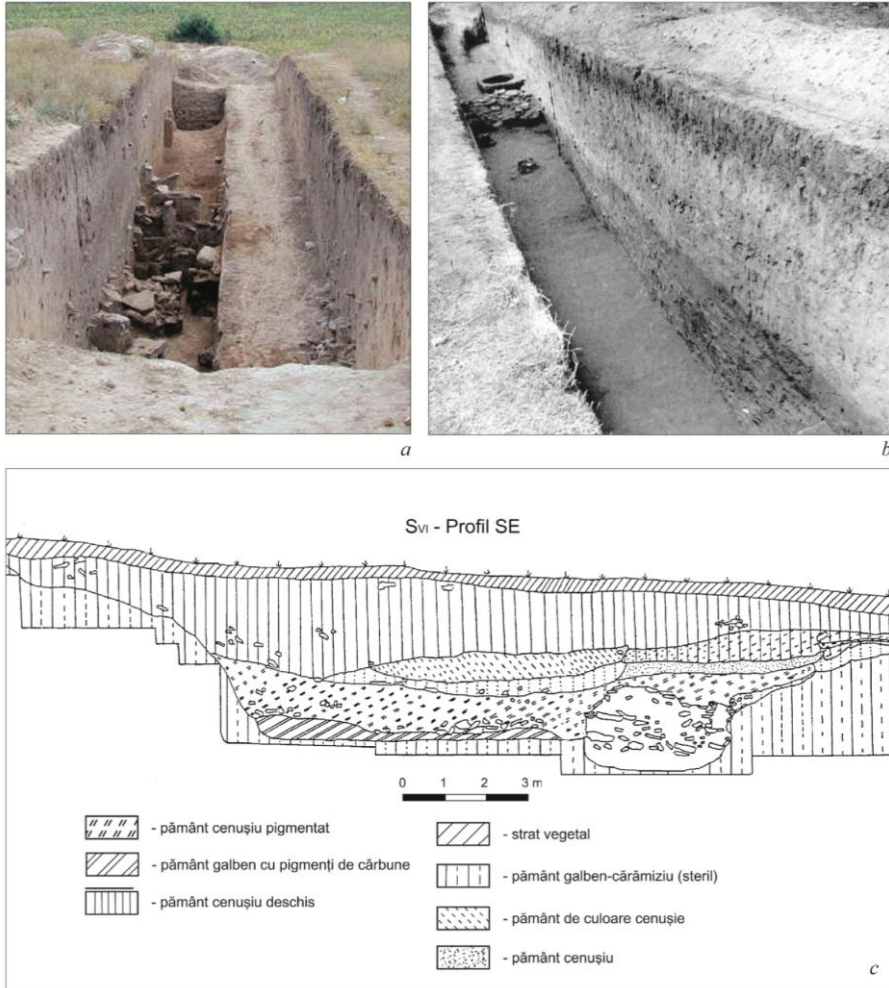 a
b
SVI - Profil SE
0 1 2 3 m
- pământ cenușiu pigmentat
- pământ galben cu pigmenți de cărbune
- pământ cenușiu deschis
- strat vegetal
- pământ galben-cărămiziu (steril)
- pământ de culoare cenușie
- pământ cenușiu
c